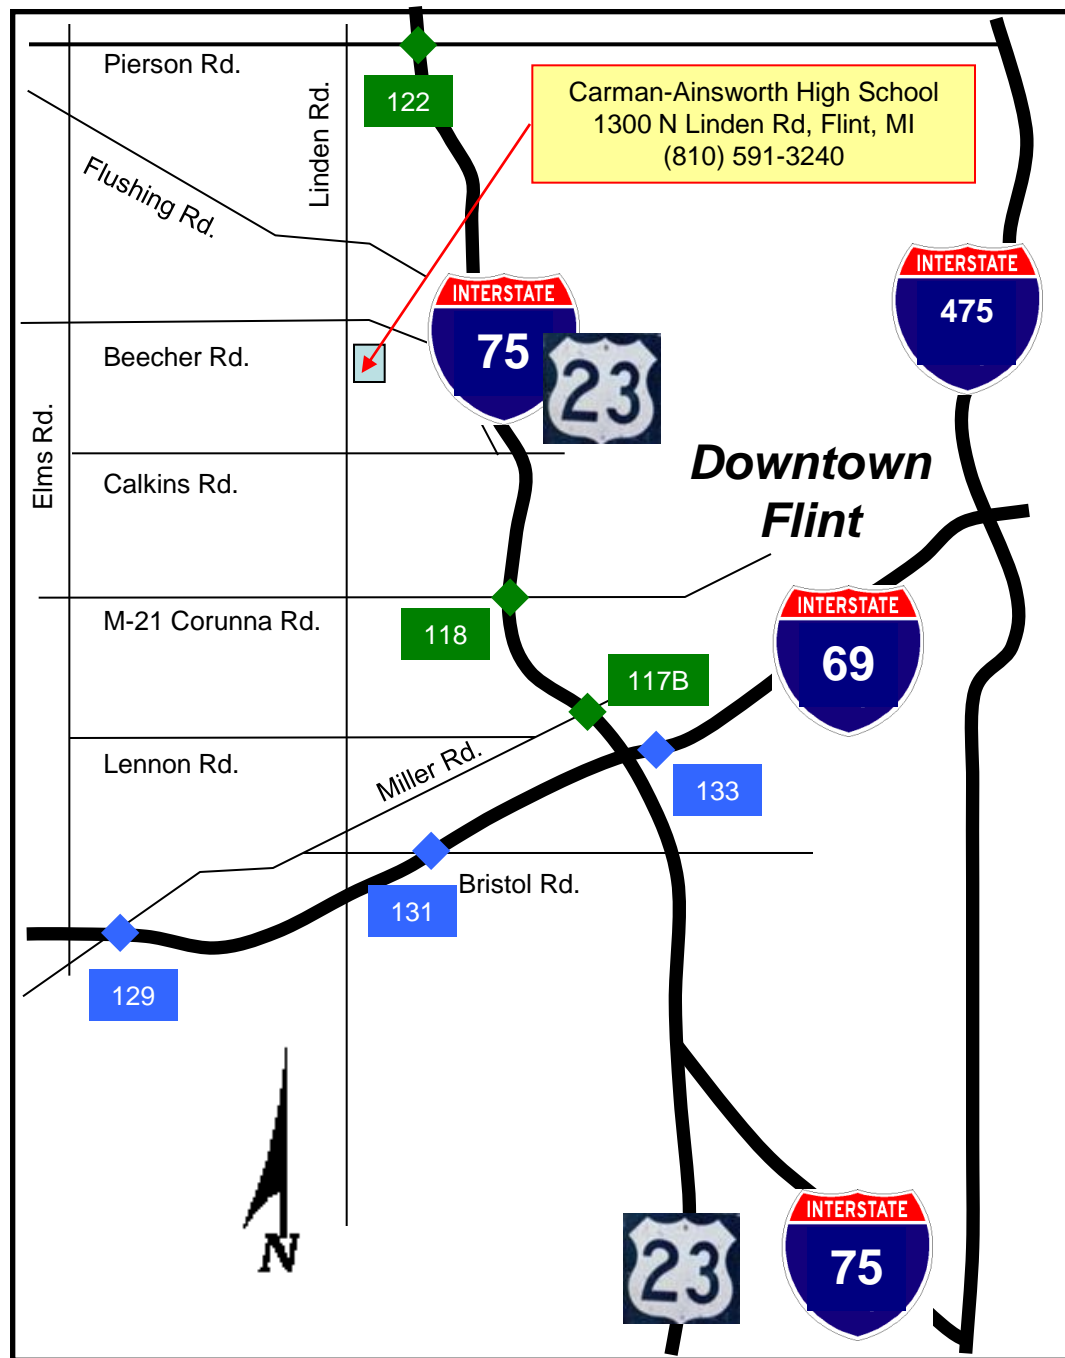 Pierson Rd.
Linden Rd.
122
Carman-Ainsworth High School
1300 N Linden Rd, Flint, MI
(810) 591-3240
Flushing Rd.
INTERSTATE
75
23
INTERSTATE
475
Beecher Rd.
Elms Rd.
Calkins Rd.
Downtown
Flint
M-21 Corunna Rd.
118
117B
INTERSTATE
69
Lennon Rd.
Miller Rd.
133
Bristol Rd.
131
129
N
23
INTERSTATE
75